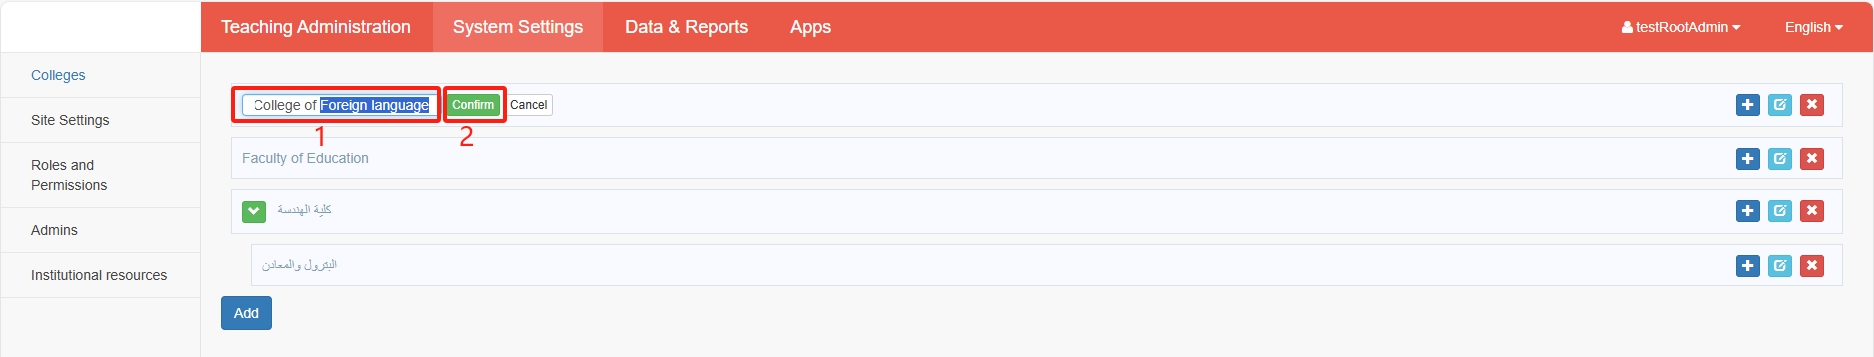 Teaching Administration System Settings Data & Reports Apps testRootAdmin English
Colleges
Site Settings
Roles and
Permissions
Admins
Institutional resources
College of Foreign language Confirm Cancel
1 2
Faculty of Education
كلية الهندسة
البترول والمعادن
Add